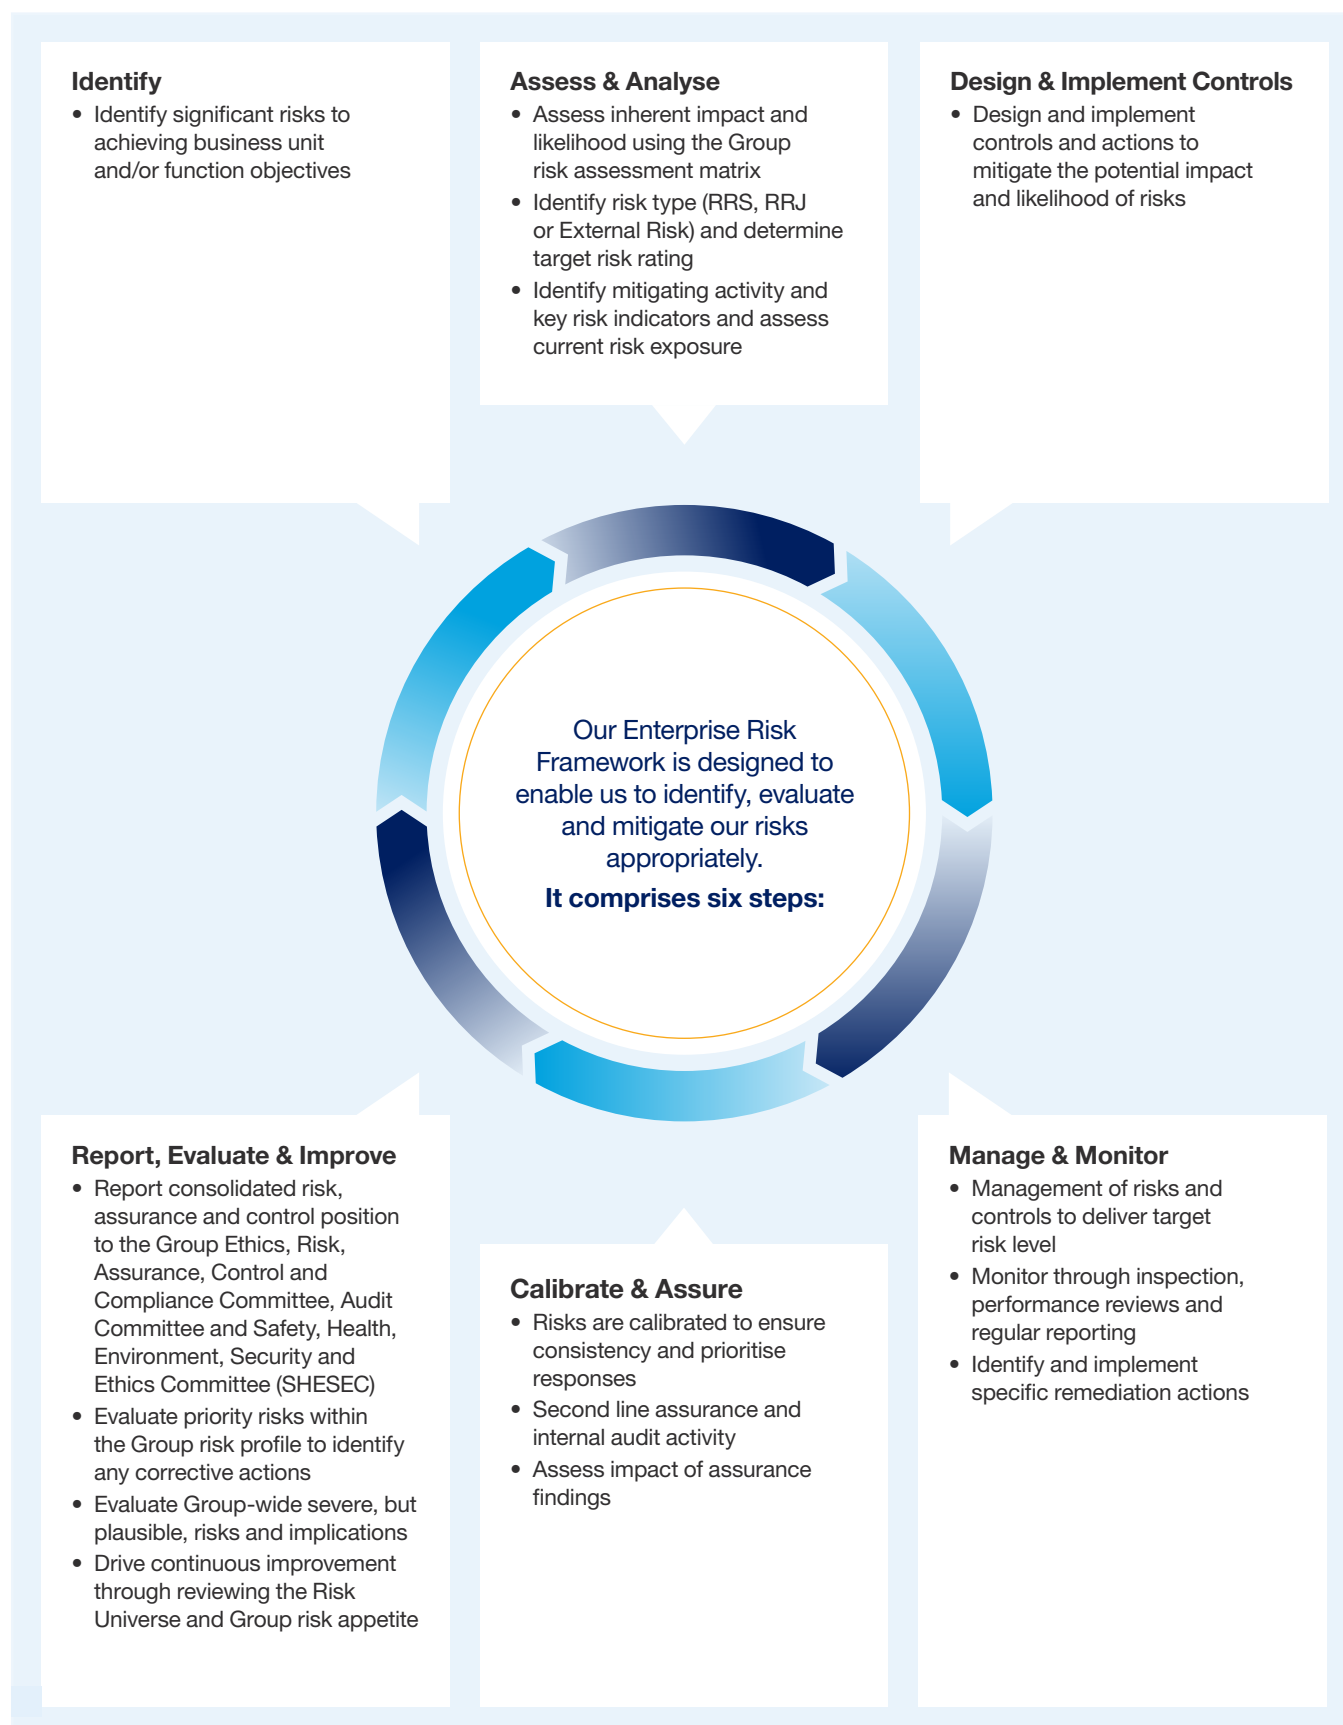 Identify
• Identify significant risks to
achieving business unit
and/or function objectives
Assess & Analyse
• Assess inherent impact and
likelihood using the Group
risk assessment matrix
• Identify risk type (RRS, RRJ
or External Risk) and determine
target risk rating
• Identify mitigating activity and
key risk indicators and assess
current risk exposure
Design & Implement Controls
• Design and implement
controls and actions to
mitigate the potential impact
and likelihood of risks
Our Enterprise Risk
Framework is designed to
enable us to identify, evaluate
and mitigate our risks
appropriately.
It comprises six steps:
Report, Evaluate & Improve
• Report consolidated risk,
assurance and control position
to the Group Ethics, Risk,
Assurance, Control and
Compliance Committee, Audit
Committee and Safety, Health,
Environment, Security and
Ethics Committee (SHESEC)
• Evaluate priority risks within
the Group risk profile to identify
any corrective actions
• Evaluate Group-wide severe, but
plausible, risks and implications
• Drive continuous improvement
through reviewing the Risk
Universe and Group risk appetite
Calibrate & Assure
• Risks are calibrated to ensure
consistency and prioritise
responses
• Second line assurance and
internal audit activity
• Assess impact of assurance
findings
Manage & Monitor
• Management of risks and
controls to deliver target
risk level
• Monitor through inspection,
performance reviews and
regular reporting
• Identify and implement
specific remediation actions